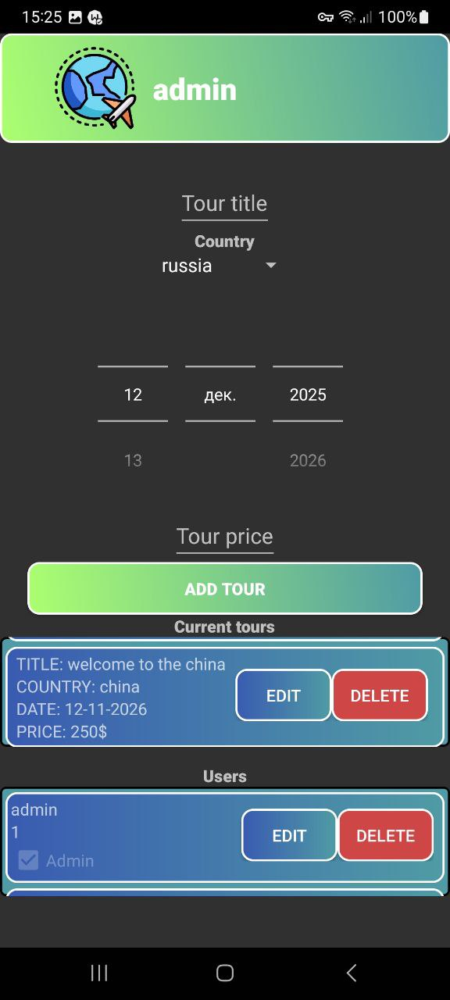 15:25
100%
admin
Tour title
Country
russia
12 дек. 2025
13 2026
Tour price
ADD TOUR
Current tours
TITLE: welcome to the china
COUNTRY: china
DATE: 12-11-2026
PRICE: 250$
EDIT DELETE
Users
admin
1
Admin
EDIT DELETE